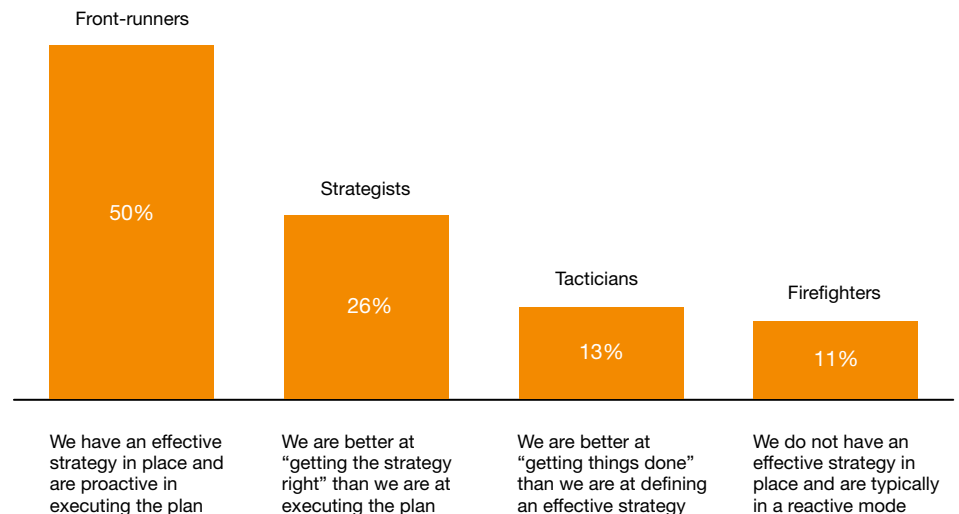 Front-runners
50%
Strategists
26%
Tacticians
13%
Firefighters
11%
We have an effective
strategy in place and
are proactive in
executing the plan
We are better at
“getting the strategy
right” than we are at
executing the plan
We are better at
“getting things done”
than we are at defining
an effective strategy
We do not have an
effective strategy in
place and are typically
in a reactive mode